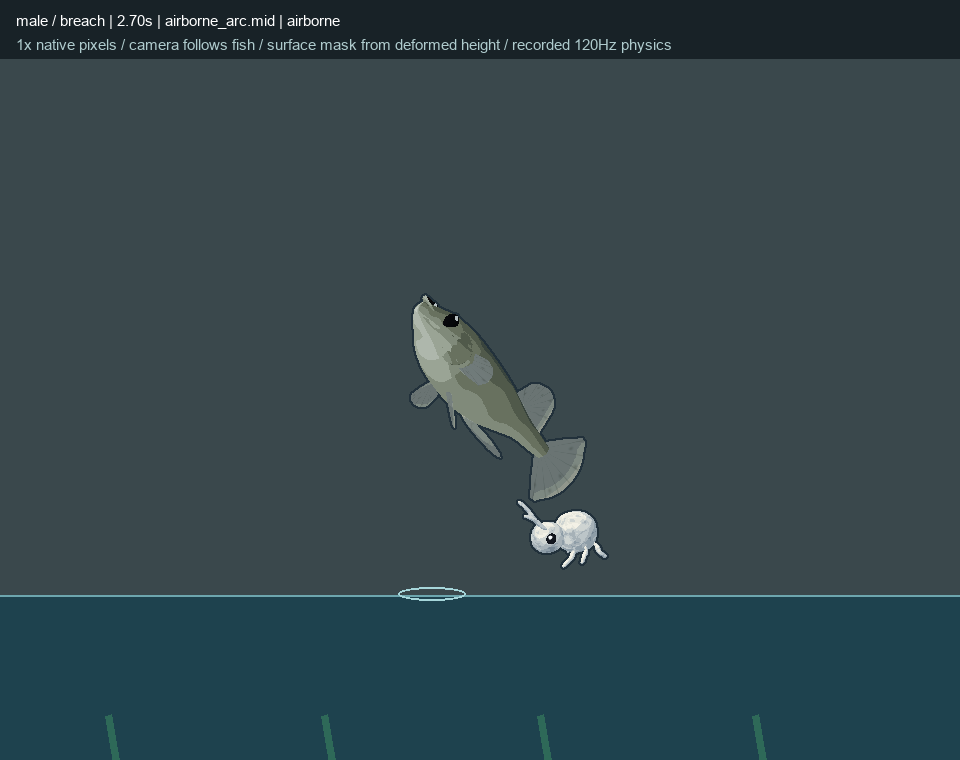 male / breach | 2.70s | airborne_arc.mid | airborne
1x native pixels / camera follows fish / surface mask from deformed height / recorded 120Hz physics